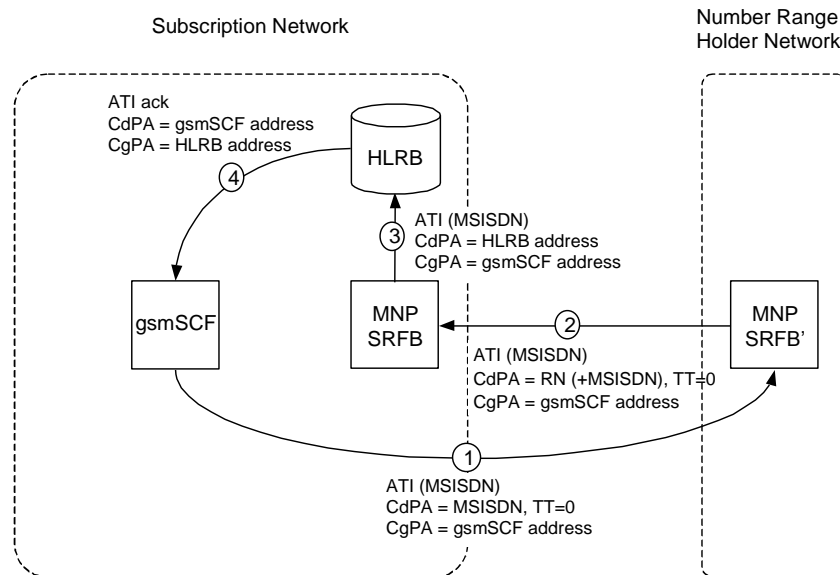 Subscription Network
Number Range
Holder Network
ATI ack
CdPA = gsmSCF address
CgPA = HLRB address
HLRB
4
ATI (MSISDN)
CdPA = HLRB address
CgPA = gsmSCF address
3
gsmSCF
MNP
SRFB
2
MNP
SRFB’
ATI (MSISDN)
CdPA = RN (+MSISDN), TT=0
CgPA = gsmSCF address
1
ATI (MSISDN)
CdPA = MSISDN, TT=0
CgPA = gsmSCF address